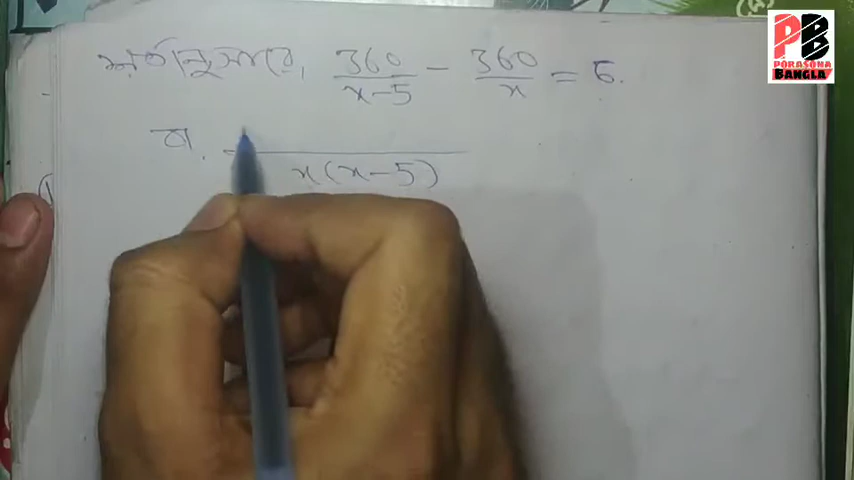 শর্তানুসারে, 360/(x-5) - 360/x = 6.
বা, /x(x-5)
PB
PORASONA
BANGLA